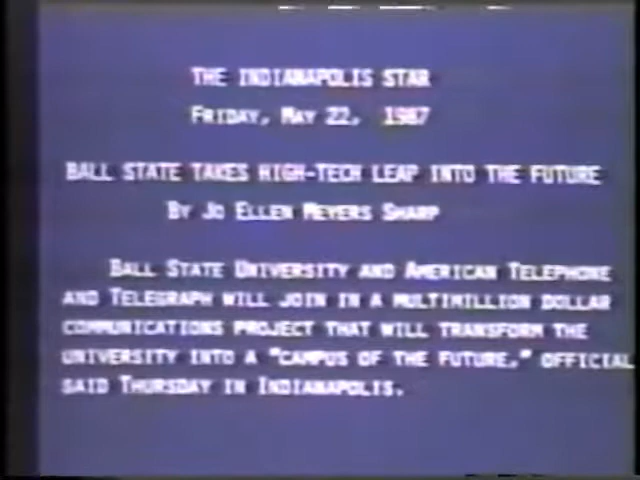 THE INDIANAPOLIS STAR
FRIDAY, MAY 22, 1987
BALL STATE TAKES HIGH-TECH LEAP INTO THE FUTURE
BY JO ELLEN MEYERS SHARP
BALL STATE UNIVERSITY AND AMERICAN TELEPHONE
AND TELEGRAPH WILL JOIN IN A MULTIMILLION DOLLAR
COMMUNICATIONS PROJECT THAT WILL TRANSFORM THE
UNIVERSITY INTO A "CAMPUS OF THE FUTURE," OFFICIAL
SAID THURSDAY IN INDIANAPOLIS.